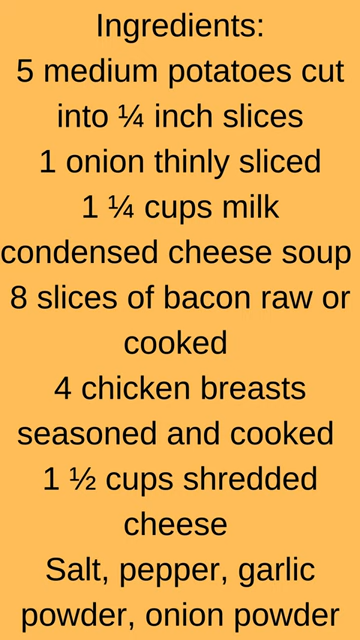 Ingredients:
5 medium potatoes cut
into ¼ inch slices
1 onion thinly sliced
1 ¼ cups milk
condensed cheese soup
8 slices of bacon raw or
cooked
4 chicken breasts
seasoned and cooked
1 ½ cups shredded
cheese
Salt, pepper, garlic
powder, onion powder